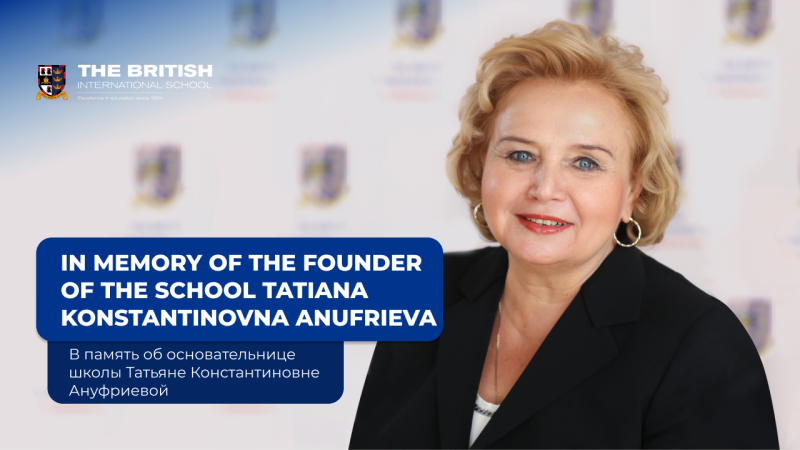 THE BRITISH
INTERNATIONAL SCHOOL
IN MEMORY OF THE FOUNDER
OF THE SCHOOL TATIANA
KONSTANTINOVNA ANUFRIEVA
В память об основательнице
школы Татьяне Константиновне
Ануфриевой